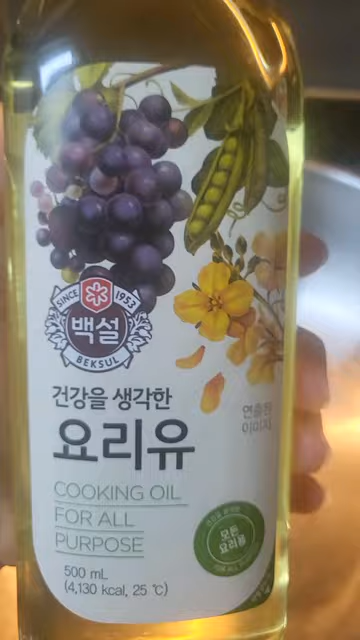 SINCE 1953
백설
BEKSUL
건강을 생각한
요리유
연출된
이미지
COOKING OIL
FOR ALL
PURPOSE
모든
요리용
500 mL
(4,130 kcal, 25 ℃)